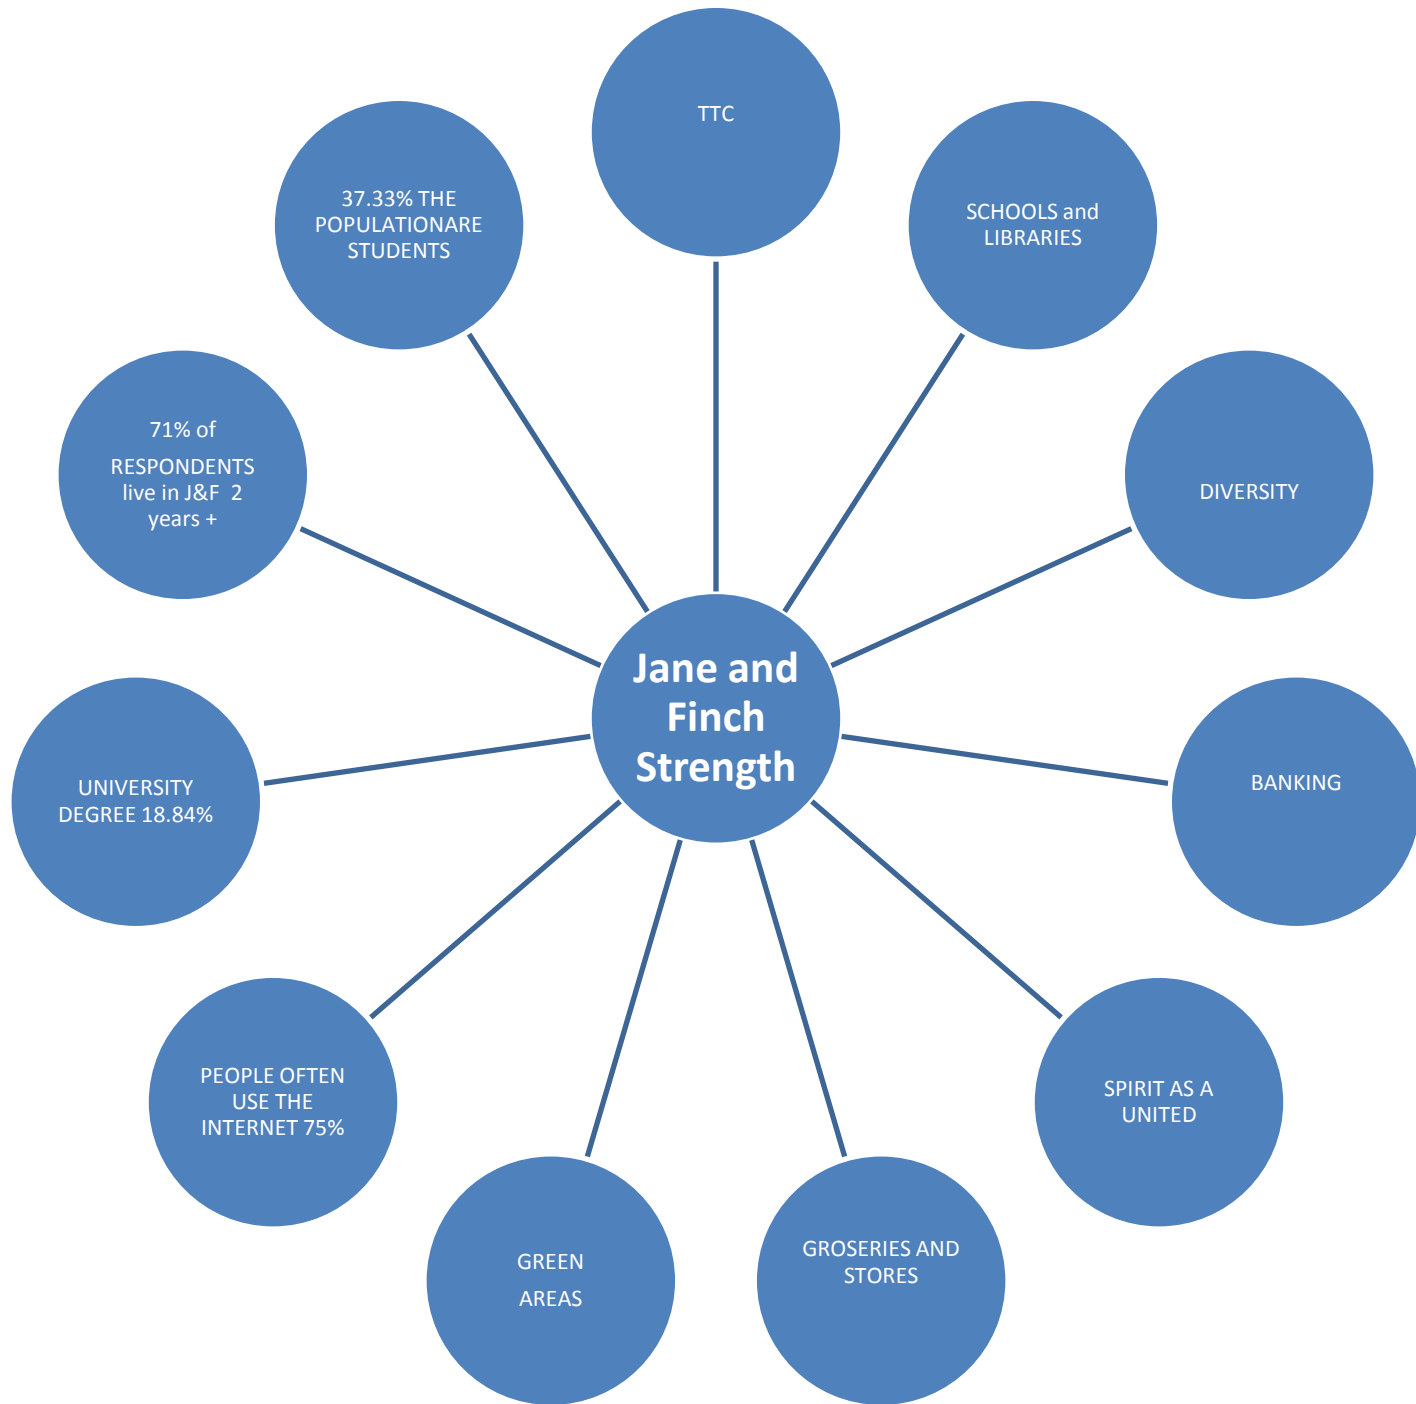 TTC
SCHOOLS and
LIBRARIES
DIVERSITY
BANKING
SPIRIT AS A
UNITED
GROSERIES AND
STORES
GREEN
AREAS
PEOPLE OFTEN
USE THE
INTERNET 75%
UNIVERSITY
DEGREE 18.84%
71% of
RESPONDENTS
live in J&F  2
years +
37.33% THE
POPULATIONARE
STUDENTS
Jane and
Finch
Strength